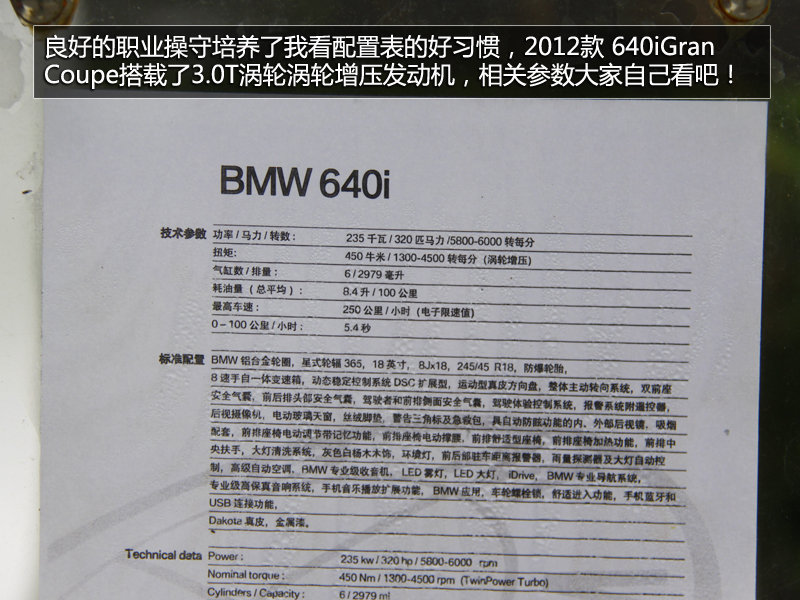 良好的职业操守培养了我看配置表的好习惯，2012款 640iGran
Coupe搭载了3.0T涡轮涡轮增压发动机，相关参数大家自己看吧！
BMW 640i
技术参数 功率 / 马力 / 转数： 235 千瓦 / 320 匹马力 /5800-6000 转每分
扭矩: 450 牛米 / 1300-4500 转每分（涡轮增压）
气缸数 / 排量： 6 / 2979 毫升
耗油量（总平均）： 8.4 升 / 100 公里
最高车速： 250 公里 / 小时（电子限速值）
0 – 100 公里 / 小时： 5.4 秒
标准配置 BMW 铝合金轮圈，星式轮辐 365，18 英寸，8Jx18，245/45 R18，防爆轮胎，
8 速手自一体变速箱，动态稳定控制系统 DSC 扩展型，运动型真皮方向盘，整体主动转向系统，双前座
安全气囊，前后排头部安全气囊，驾驶者和前排侧面安全气囊，驾驶体验控制系统，报警系统附遥控器，
后视摄像机，电动玻璃天窗，丝绒脚垫，警告三角标及急救包，具自动防眩功能的内、外部后视镜，吸烟
配套，前排座椅电动调节带记忆功能，前排座椅电动撑腰，前排舒适型座椅，前排座椅加热功能，前排中
央扶手，大灯清洗系统，灰色白杨木木饰，环境灯，前后部驻车距离报警器，雨量探测器及大灯自动控
制，高级自动空调，BMW 专业级收音机，LED 雾灯，LED 大灯，iDrive，BMW 专业导航系统，
专业级高保真音响系统，手机音乐播放扩展功能，BMW 应用，车轮螺栓锁，舒适进入功能，手机蓝牙和
USB 连接功能，
Dakota 真皮，金属漆。
Technical data Power : 235 kw / 320 hp / 5800-6000 rpm
Nominal torque : 450 Nm / 1300-4500 rpm (TwinPower Turbo)
Cylinders / Capacity : 6 / 2979 ml